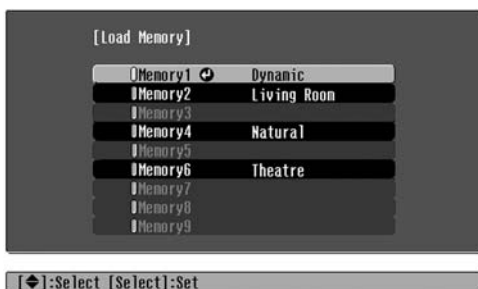 [Load Memory]
Memory1 Dynamic
Memory2 Living Room
Memory3
Memory4 Natural
Memory5
Memory6 Theatre
Memory7
Memory8
Memory9
[◆]:Select [Select]:Set